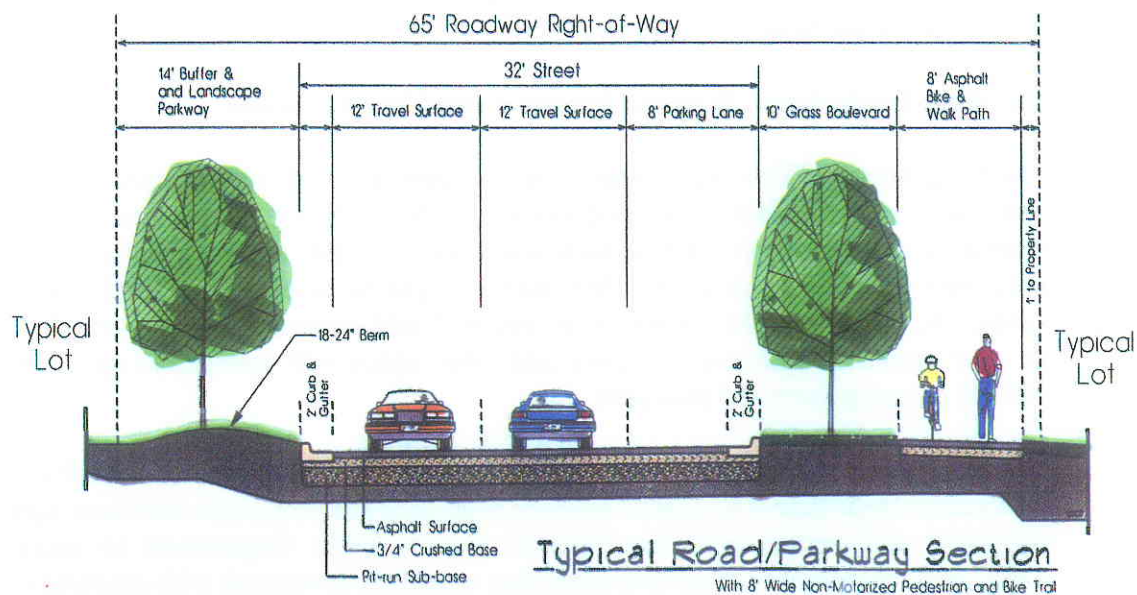 65' Roadway Right-of-Way
14' Buffer &
and Landscape
Parkway
32' Street
8' Asphalt
Bike &
Walk Path
12' Travel Surface
12' Travel Surface
8' Parking Lane
10' Grass Boulevard
1' to Property Line
Typical
Lot
18-24" Berm
2' Curb &
Gutter
2' Curb &
Gutter
Typical
Lot
Asphalt Surface
3/4" Crushed Base
Pit-run Sub-base
Typical Road/Parkway Section
With 8' Wide Non-Motorized Pedestrian and Bike Trail